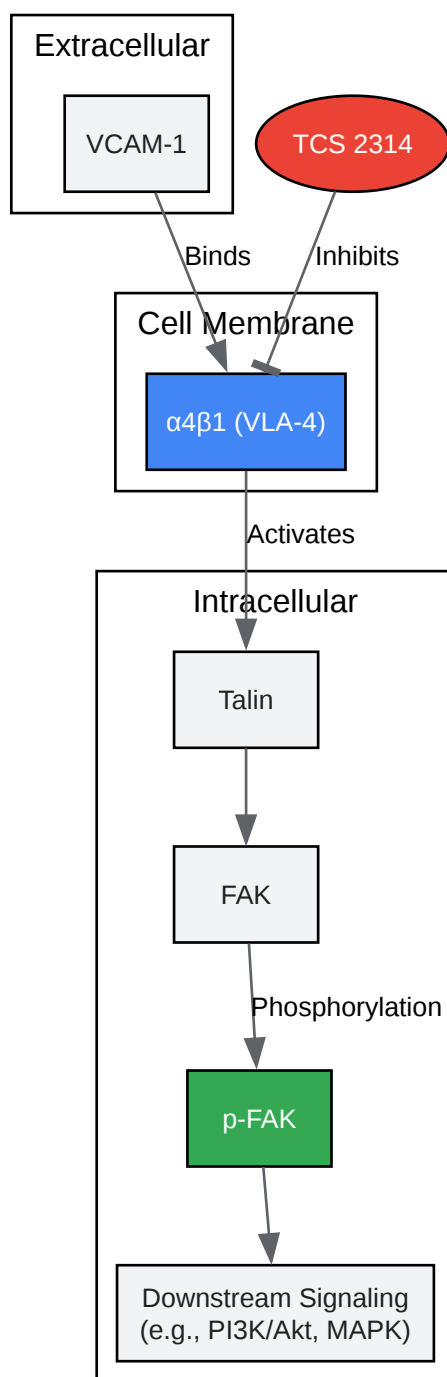 Extracellular
VCAM-1
TCS 2314
Binds
Inhibits
Cell Membrane
α4β1 (VLA-4)
Activates
Intracellular
Talin
FAK
Phosphorylation
p-FAK
Downstream Signaling
(e.g., PI3K/Akt, MAPK)